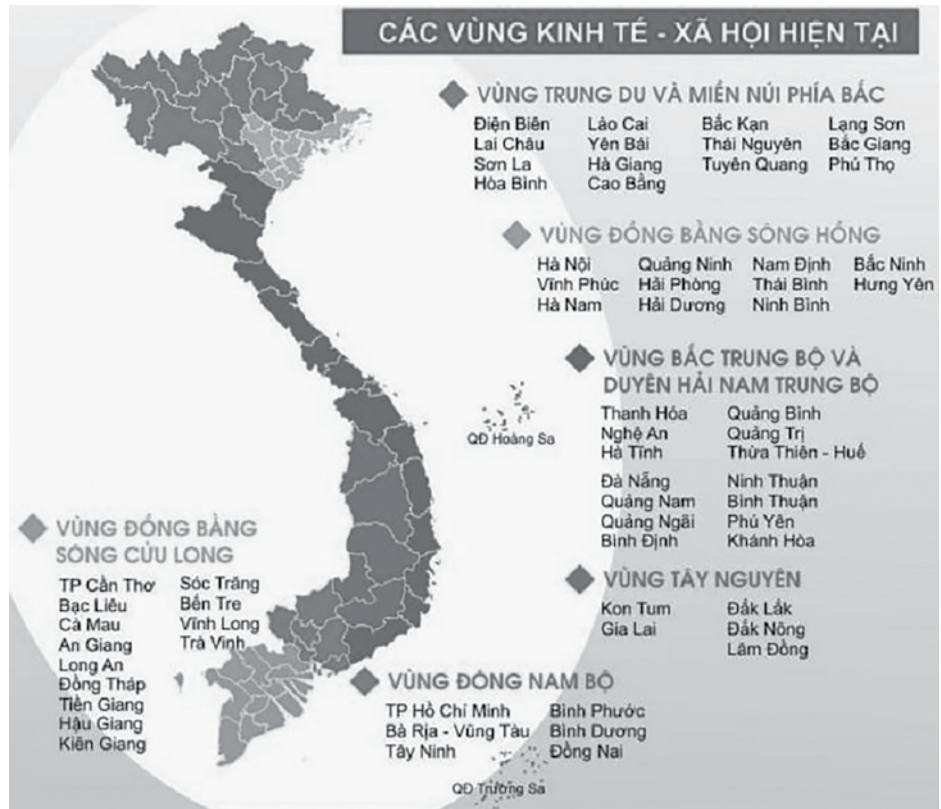 CÁC VÙNG KINH TẾ - XÃ HỘI HIỆN TẠI
VÙNG TRUNG DU VÀ MIỀN NÚI PHÍA BẮC
Điện Biên Lào Cai Bắc Kạn Lạng Sơn
Lai Châu Yên Bái Thái Nguyên Bắc Giang
Sơn La Hà Giang Tuyên Quang Phú Thọ
Hòa Bình Cao Bằng
VÙNG ĐỒNG BẰNG SÔNG HỒNG
Hà Nội Quảng Ninh Nam Định Bắc Ninh
Vĩnh Phúc Hải Phòng Thái Bình Hưng Yên
Hà Nam Hải Dương Ninh Bình
VÙNG BẮC TRUNG BỘ VÀ
DUYÊN HẢI NAM TRUNG BỘ
Thanh Hóa Quảng Bình
Nghệ An Quảng Trị
Hà Tĩnh Thừa Thiên - Huế
Đà Nẵng Ninh Thuận
Quảng Nam Bình Thuận
Quảng Ngãi Phú Yên
Bình Định Khánh Hòa
QĐ Hoàng Sa
VÙNG TÂY NGUYÊN
Kon Tum Đắk Lắk
Gia Lai Đắk Nông
Lâm Đồng
VÙNG ĐỒNG BẰNG
SÔNG CỬU LONG
TP Cần Thơ Sóc Trăng
Bạc Liêu Bến Tre
Cà Mau Vĩnh Long
An Giang Trà Vinh
Long An
Đồng Tháp
Tiền Giang
Hậu Giang
Kiên Giang
VÙNG ĐÔNG NAM BỘ
TP Hồ Chí Minh Bình Phước
Bà Rịa - Vũng Tàu Bình Dương
Tây Ninh Đồng Nai
QĐ Trường Sa